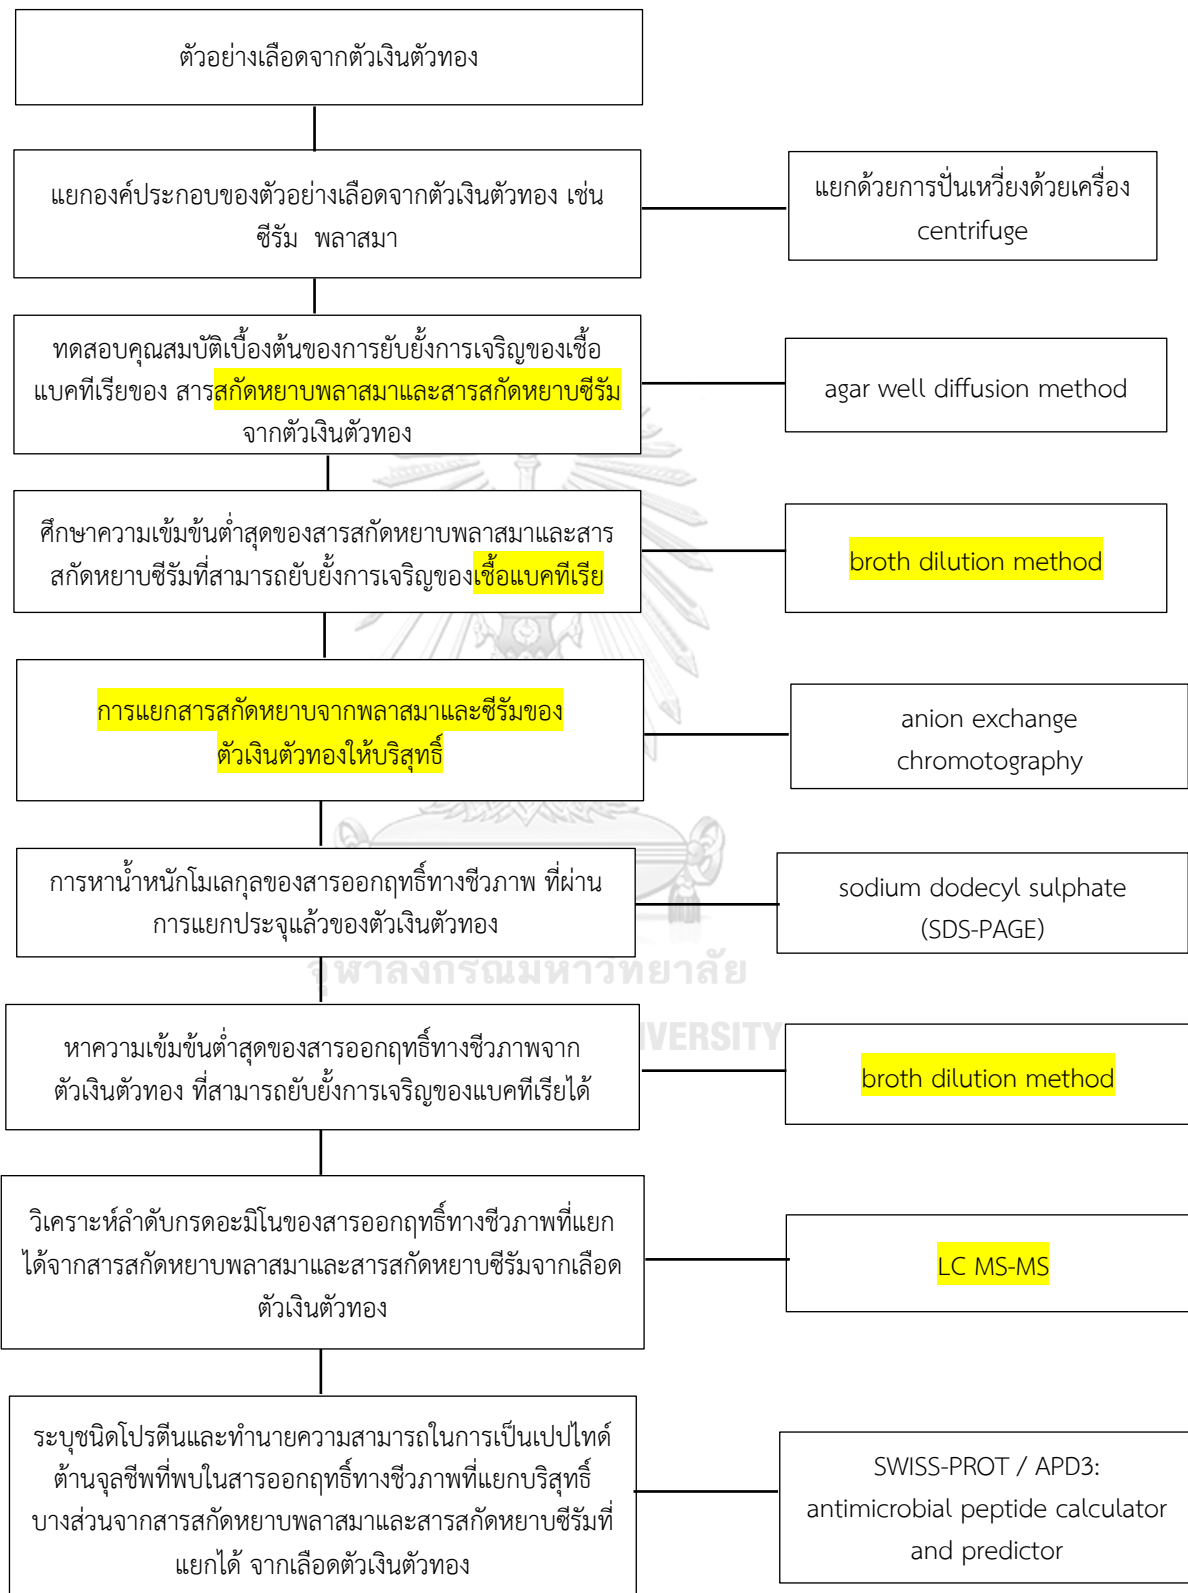 ตัวอย่างเลือดจากตัวเงินตัวทอง
แยกองค์ประกอบของตัวอย่างเลือดจากตัวเงินตัวทอง เช่น
ซีรัม พลาสมา
แยกด้วยการปั่นเหวี่ยงด้วยเครื่อง
centrifuge
ทดสอบคุณสมบัติเบื้องต้นของการยับยั้งการเจริญของเชื้อ
แบคทีเรียของ สารสกัดหยาบพลาสมาและสารสกัดหยาบซีรัม
จากตัวเงินตัวทอง
agar well diffusion method
ศึกษาความเข้มข้นต่ำสุดของสารสกัดหยาบพลาสมาและสาร
สกัดหยาบซีรัมที่สามารถยับยั้งการเจริญของเชื้อแบคทีเรีย
broth dilution method
การแยกสารสกัดหยาบจากพลาสมาและซีรัมของ
ตัวเงินตัวทองให้บริสุทธิ์
anion exchange
chromotography
การหาน้ำหนักโมเลกุลของสารออกฤทธิ์ทางชีวภาพ ที่ผ่าน
การแยกประจุแล้วของตัวเงินตัวทอง
sodium dodecyl sulphate
(SDS-PAGE)
จุฬาลงกรณ์มหาวิทยาลัย
IVERSITY
หาความเข้มข้นต่ำสุดของสารออกฤทธิ์ทางชีวภาพจาก
ตัวเงินตัวทอง ที่สามารถยับยั้งการเจริญของแบคทีเรียได้
broth dilution method
วิเคราะห์ลำดับกรดอะมิโนของสารออกฤทธิ์ทางชีวภาพที่แยก
ได้จากสารสกัดหยาบพลาสมาและสารสกัดหยาบซีรัมจากเลือด
ตัวเงินตัวทอง
LC MS-MS
ระบุชนิดโปรตีนและทำนายความสามารถในการเป็นเปปไทด์
ต้านจุลชีพที่พบในสารออกฤทธิ์ทางชีวภาพที่แยกบริสุทธิ์
บางส่วนจากสารสกัดหยาบพลาสมาและสารสกัดหยาบซีรัมที่
แยกได้ จากเลือดตัวเงินตัวทอง
SWISS-PROT / APD3:
antimicrobial peptide calculator
and predictor